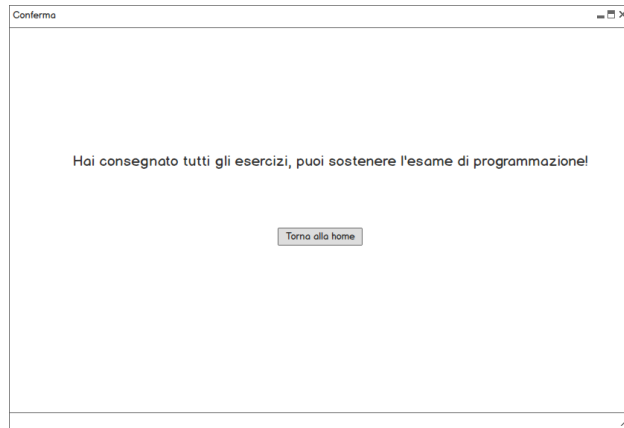 Conferma
Hai consegnato tutti gli esercizi, puoi sostenere l'esame di programmazione!
Torna alla home